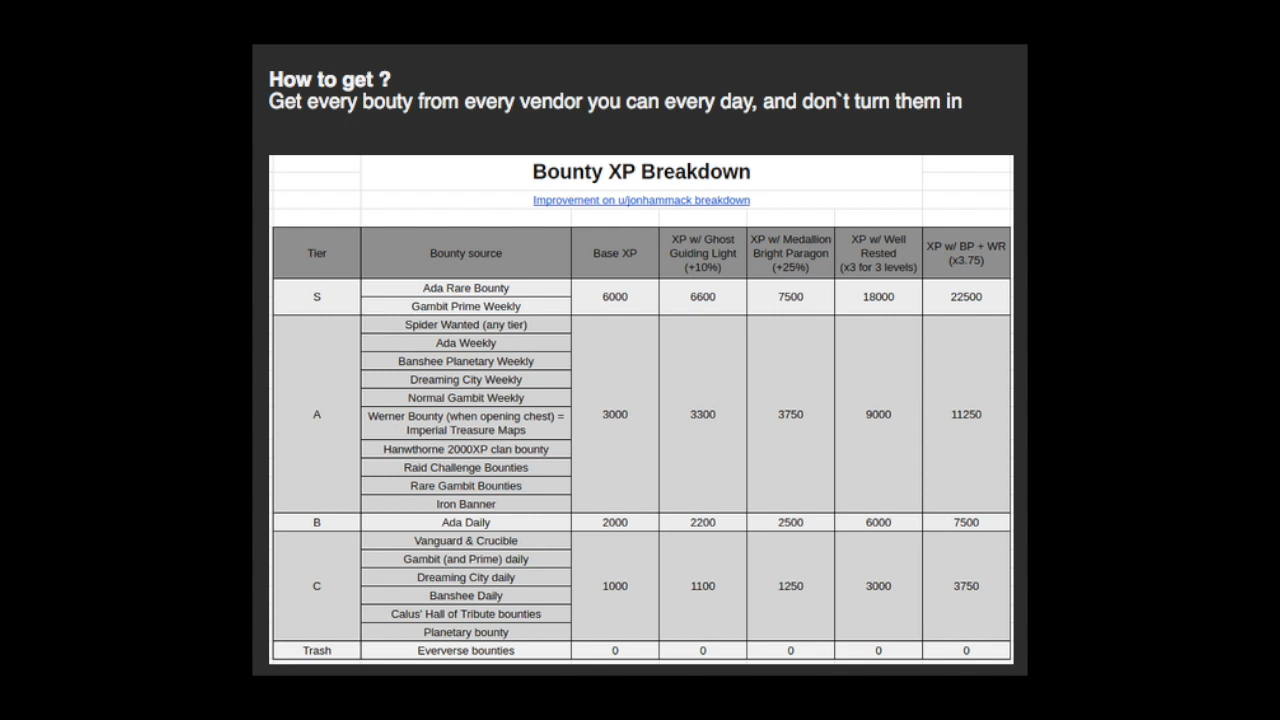 How to get ?
Get every bouty from every vendor you can every day, and don`t turn them in
Bounty XP Breakdown
Improvement on u/jonhammack breakdown
Tier
Bounty source
Base XP
XP w/ Ghost
Guiding Light
(+10%)
XP w/ Medallion
Bright Paragon
(+25%)
XP w/ Well
Rested
(x3 for 3 levels)
XP w/ BP + WR
(x3.75)
S
Ada Rare Bounty
Gambit Prime Weekly
6000
6600
7500
18000
22500
A
Spider Wanted (any tier)
Ada Weekly
Banshee Planetary Weekly
Dreaming City Weekly
Normal Gambit Weekly
Werner Bounty (when opening chest) =
Imperial Treasure Maps
Hanwthorne 2000XP clan bounty
Raid Challenge Bounties
Rare Gambit Bounties
Iron Banner
3000
3300
3750
9000
11250
B
Ada Daily
2000
2200
2500
6000
7500
C
Vanguard & Crucible
Gambit (and Prime) daily
Dreaming City daily
Banshee Daily
Calus' Hall of Tribute bounties
Planetary bounty
1000
1100
1250
3000
3750
Trash
Eververse bounties
0
0
0
0
0